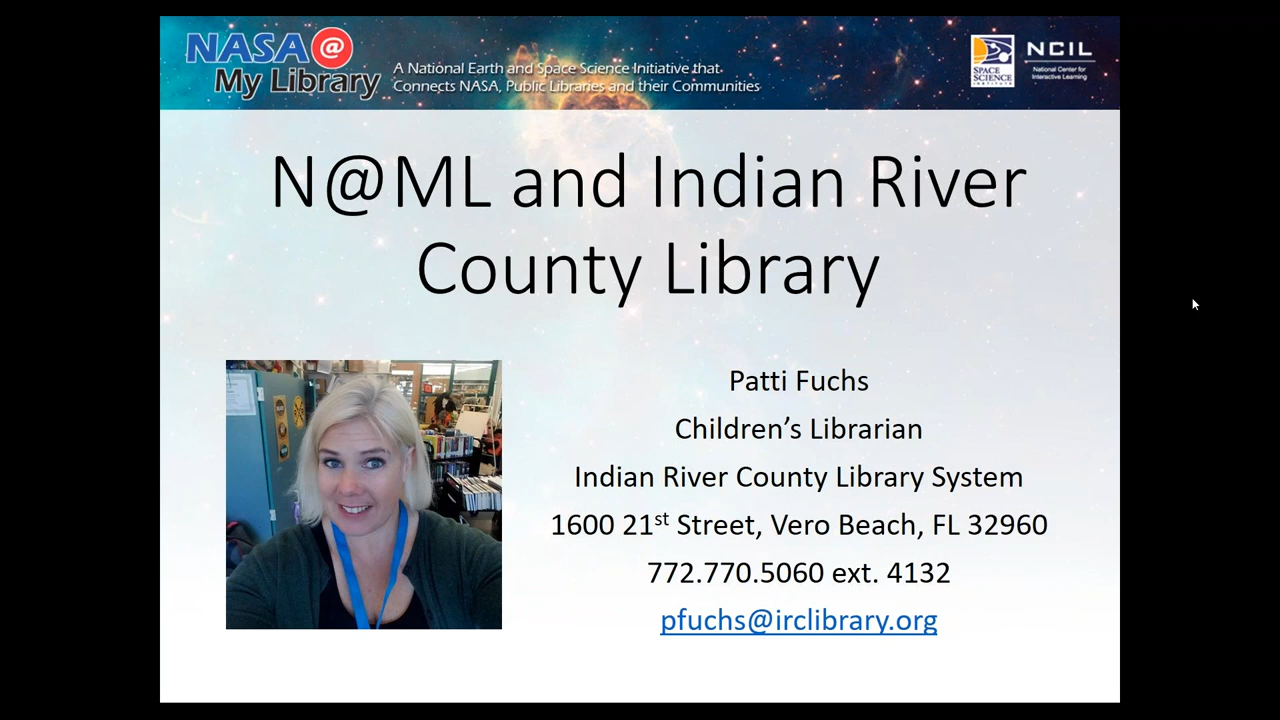 NASA@
My Library
A National Earth and Space Science Initiative that
Connects NASA, Public Libraries and their Communities
SPACE
SCIENCE
INSTITUTE
NCIL
National Center for
Interactive Learning
N@ML and Indian River
County Library
Patti Fuchs
Children’s Librarian
Indian River County Library System
1600 21st Street, Vero Beach, FL 32960
772.770.5060 ext. 4132
pfuchs@irclibrary.org